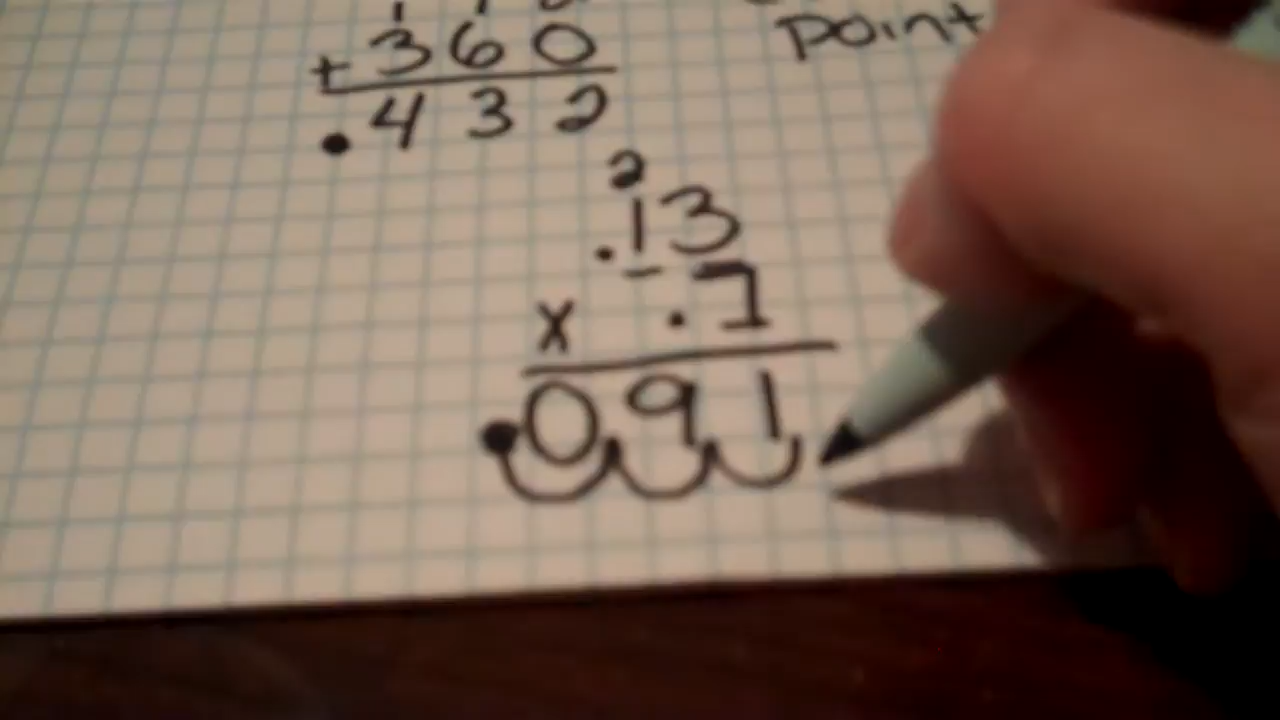 + 360
.432
point
2
.13
x .7
.091